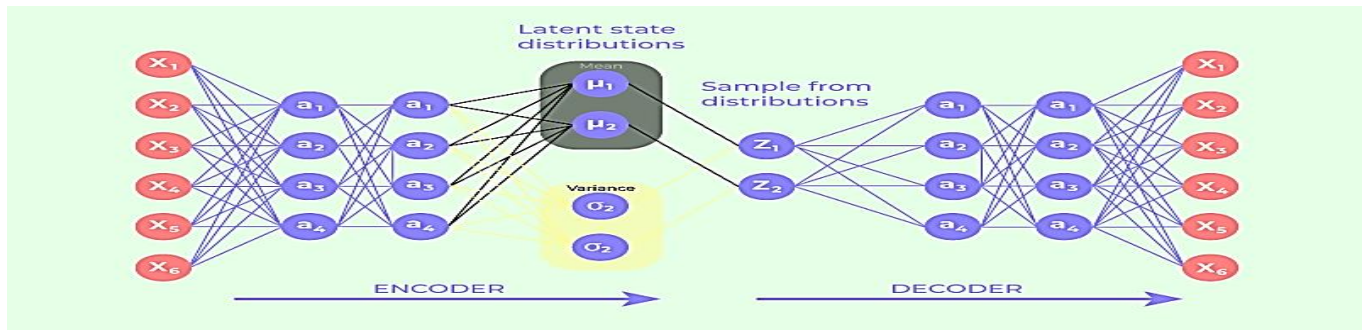 Latent state
distributions
Mean
Sample from
distributions
Variance
X₁
X₂
X₃
X₄
X₅
X₆
a₁
a₂
a₃
a₄
a₁
a₂
a₃
a₄
μ₁
μ₂
σ₂
σ₂
Z₁
Z₂
a₁
a₂
a₃
a₄
a₁
a₂
a₃
a₄
X₁
X₂
X₃
X₄
X₅
X₆
ENCODER
DECODER